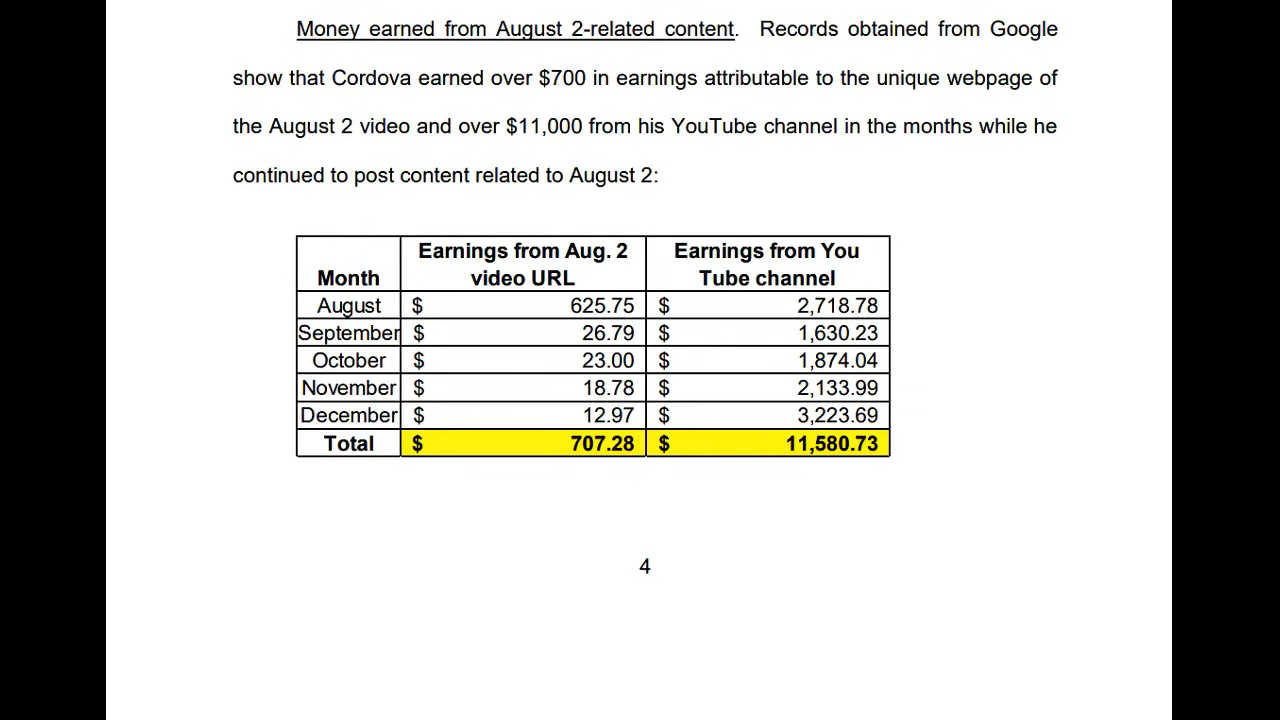 Money earned from August 2-related content. Records obtained from Google
show that Cordova earned over $700 in earnings attributable to the unique webpage of
the August 2 video and over $11,000 from his YouTube channel in the months while he
continued to post content related to August 2:
Month Earnings from Aug. 2 video URL Earnings from You Tube channel
August $ 625.75 $ 2,718.78
September $ 26.79 $ 1,630.23
October $ 23.00 $ 1,874.04
November $ 18.78 $ 2,133.99
December $ 12.97 $ 3,223.69
Total $ 707.28 $ 11,580.73
4